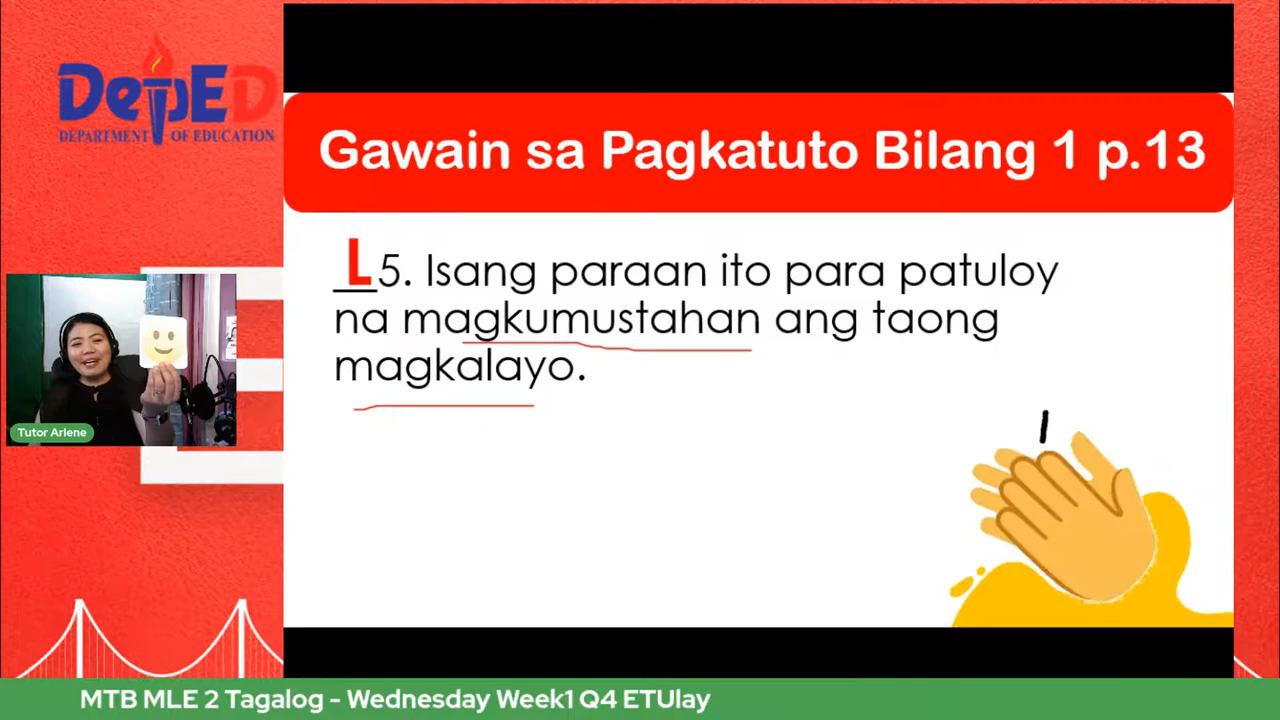 DepED
DEPARTMENT OF EDUCATION
Gawain sa Pagkatuto Bilang 1 p.13
L5. Isang paraan ito para patuloy
na magkumustahan ang taong
magkalayo.
Tutor Arlene
MTB MLE 2 Tagalog - Wednesday Week1 Q4 ETUlay